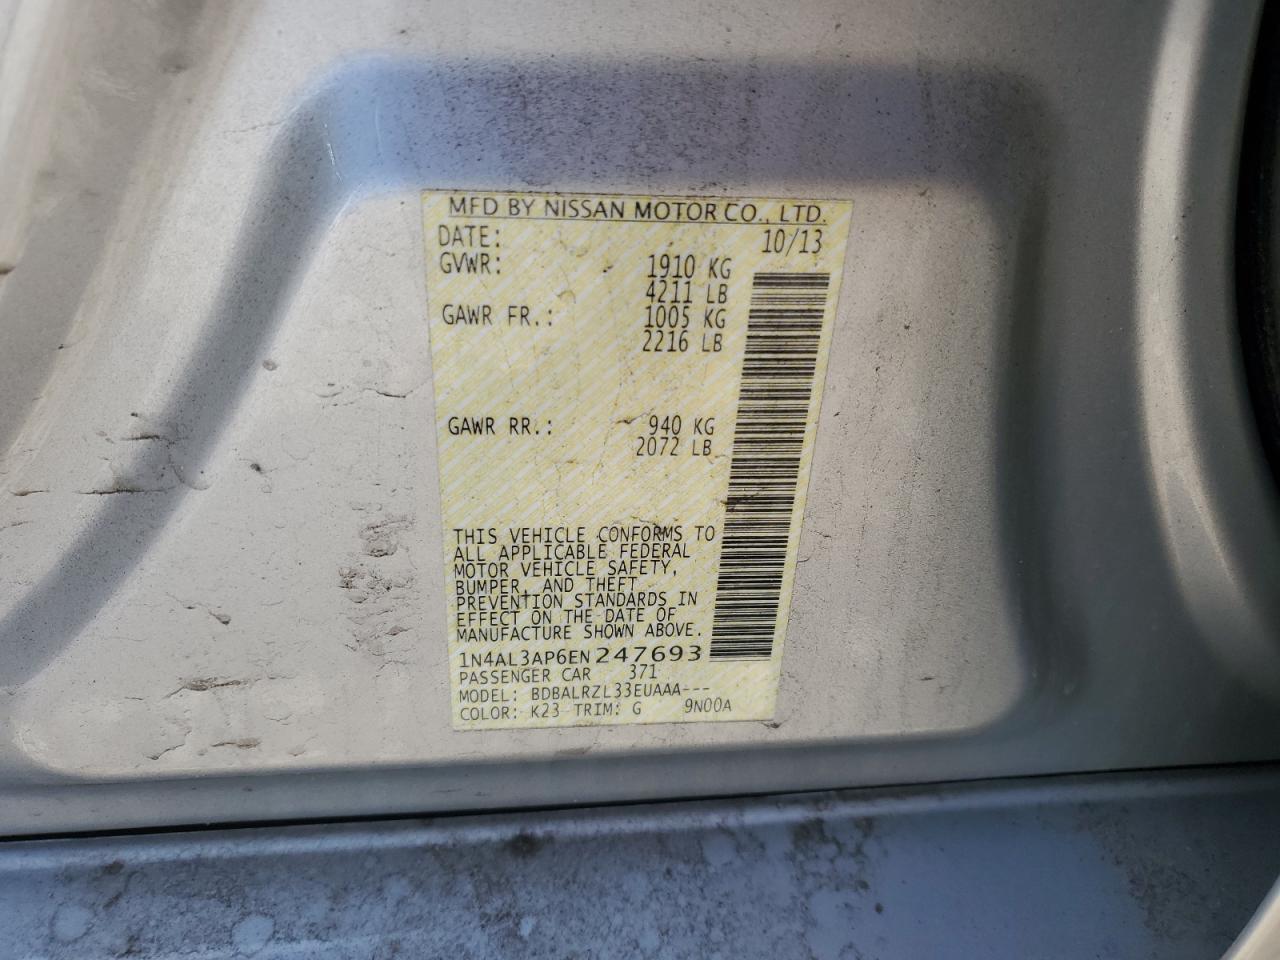 MFD BY NISSAN MOTOR CO., LTD.
DATE: 10/13
GVWR: 1910 KG
4211 LB
GAWR FR.: 1005 KG
2216 LB
GAWR RR.: 940 KG
2072 LB
THIS VEHICLE CONFORMS TO
ALL APPLICABLE FEDERAL
MOTOR VEHICLE SAFETY,
BUMPER, AND THEFT
PREVENTION STANDARDS IN
EFFECT ON THE DATE OF
MANUFACTURE SHOWN ABOVE.
1N4AL3AP6EN247693
PASSENGER CAR 371
MODEL: BDBALRZL33EUAAA---
COLOR: K23 TRIM: G 9N00A